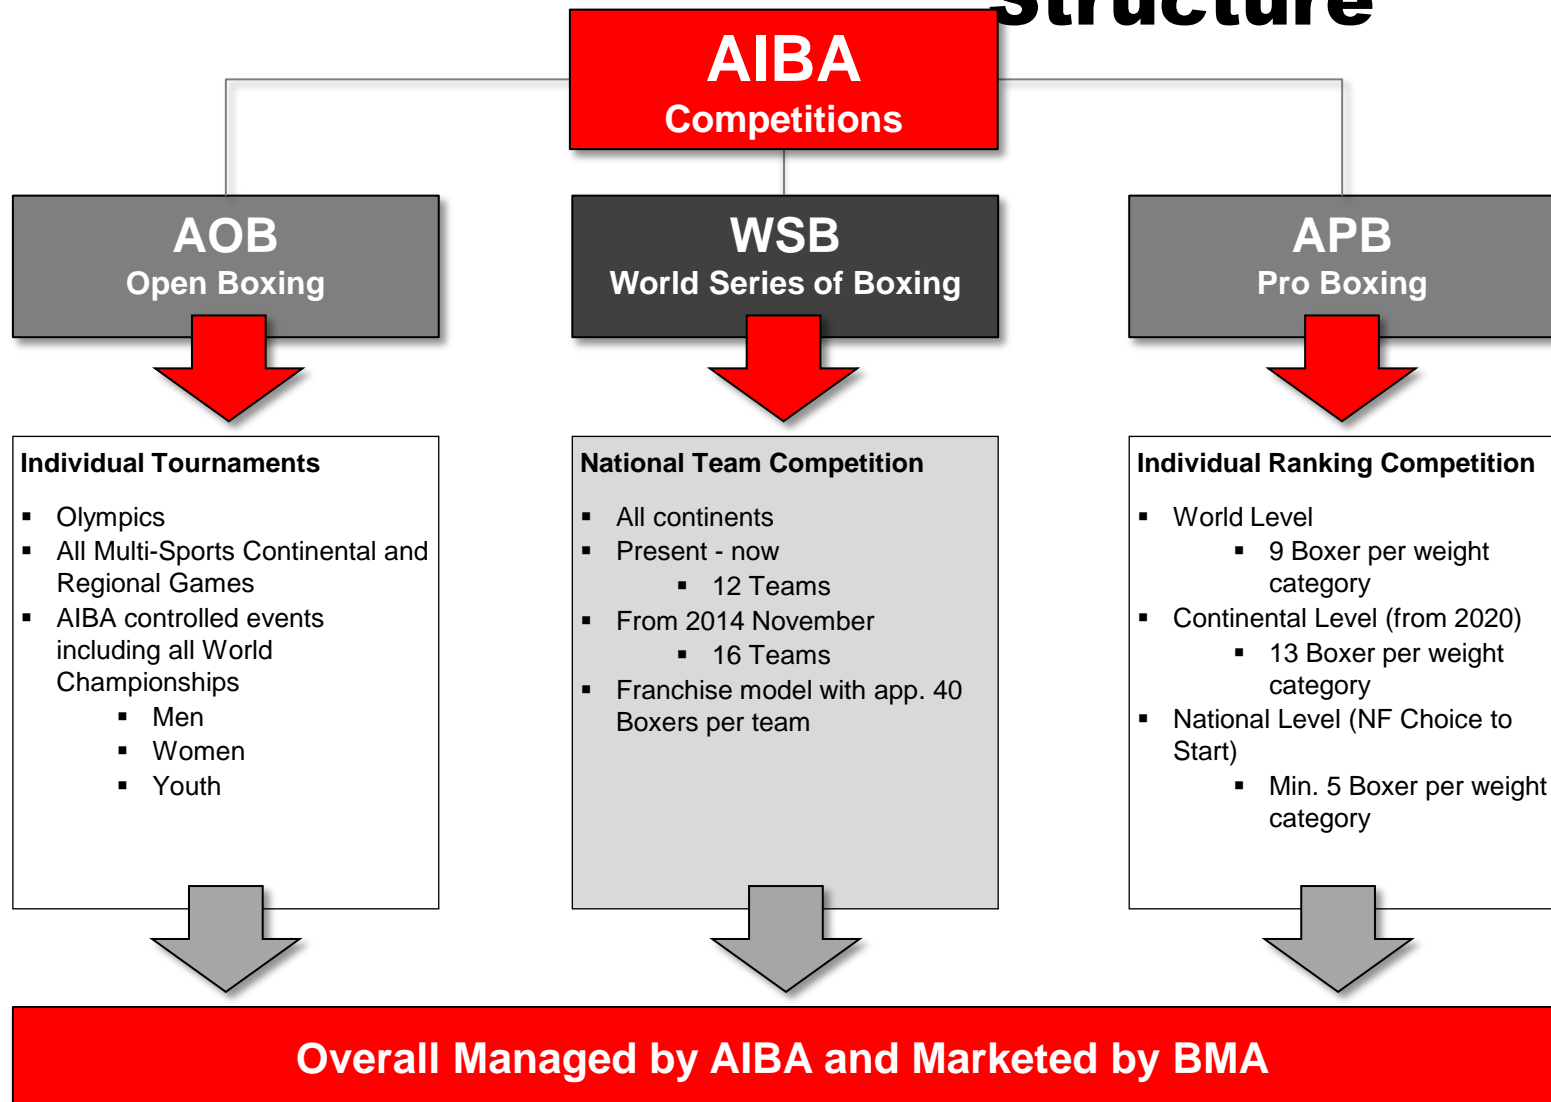 Structure
AIBA
Competitions
AOB
Open Boxing
WSB
World Series of Boxing
APB
Pro Boxing
Individual Tournaments
▪ Olympics
▪ All Multi-Sports Continental and
Regional Games
▪ AIBA controlled events
including all World
Championships
▪ Men
▪ Women
▪ Youth
National Team Competition
▪ All continents
▪ Present - now
▪ 12 Teams
▪ From 2014 November
▪ 16 Teams
▪ Franchise model with app. 40
Boxers per team
Individual Ranking Competition
▪ World Level
▪ 9 Boxer per weight
category
▪ Continental Level (from 2020)
▪ 13 Boxer per weight
category
▪ National Level (NF Choice to
Start)
▪ Min. 5 Boxer per weight
category
Overall Managed by AIBA and Marketed by BMA